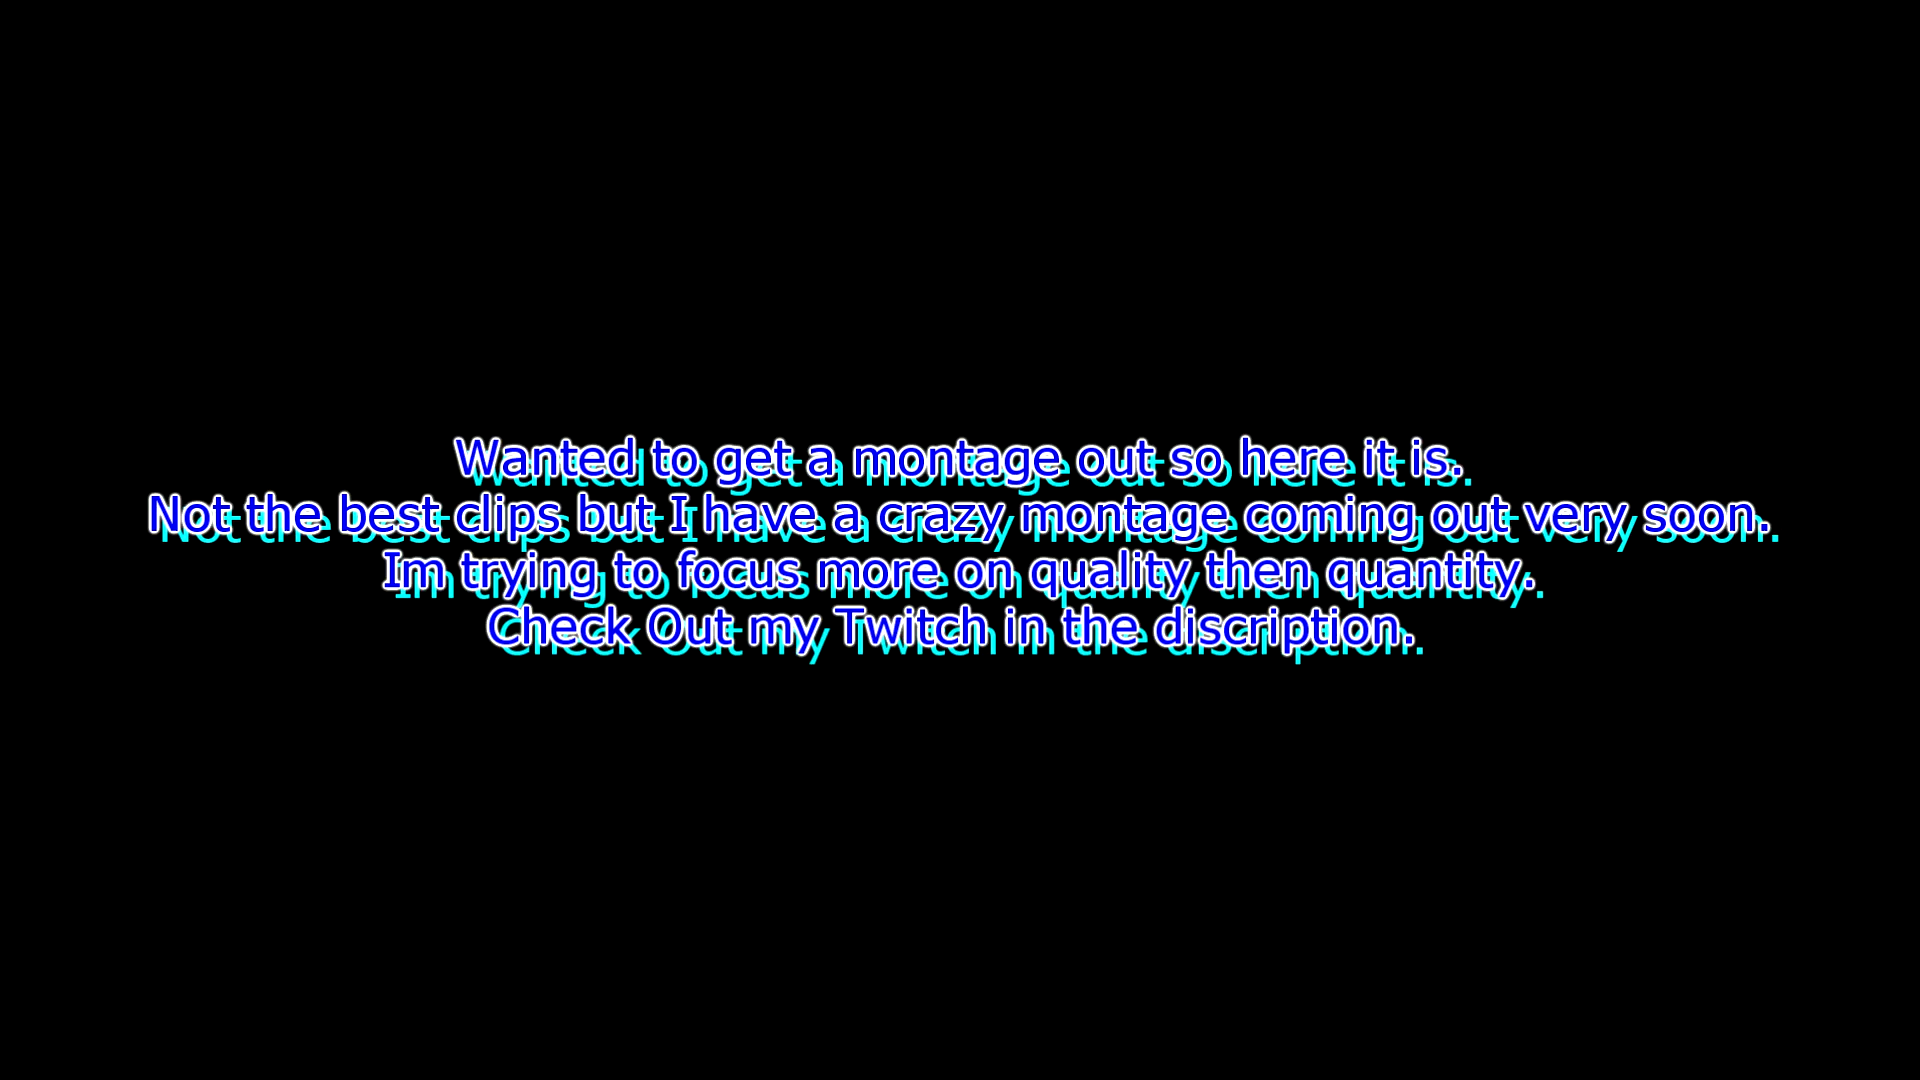 Wanted to get a montage out so here it is.
Not the best clips but I have a crazy montage coming out very soon.
Im trying to focus more on quality then quantity.
Check Out my Twitch in the discription.